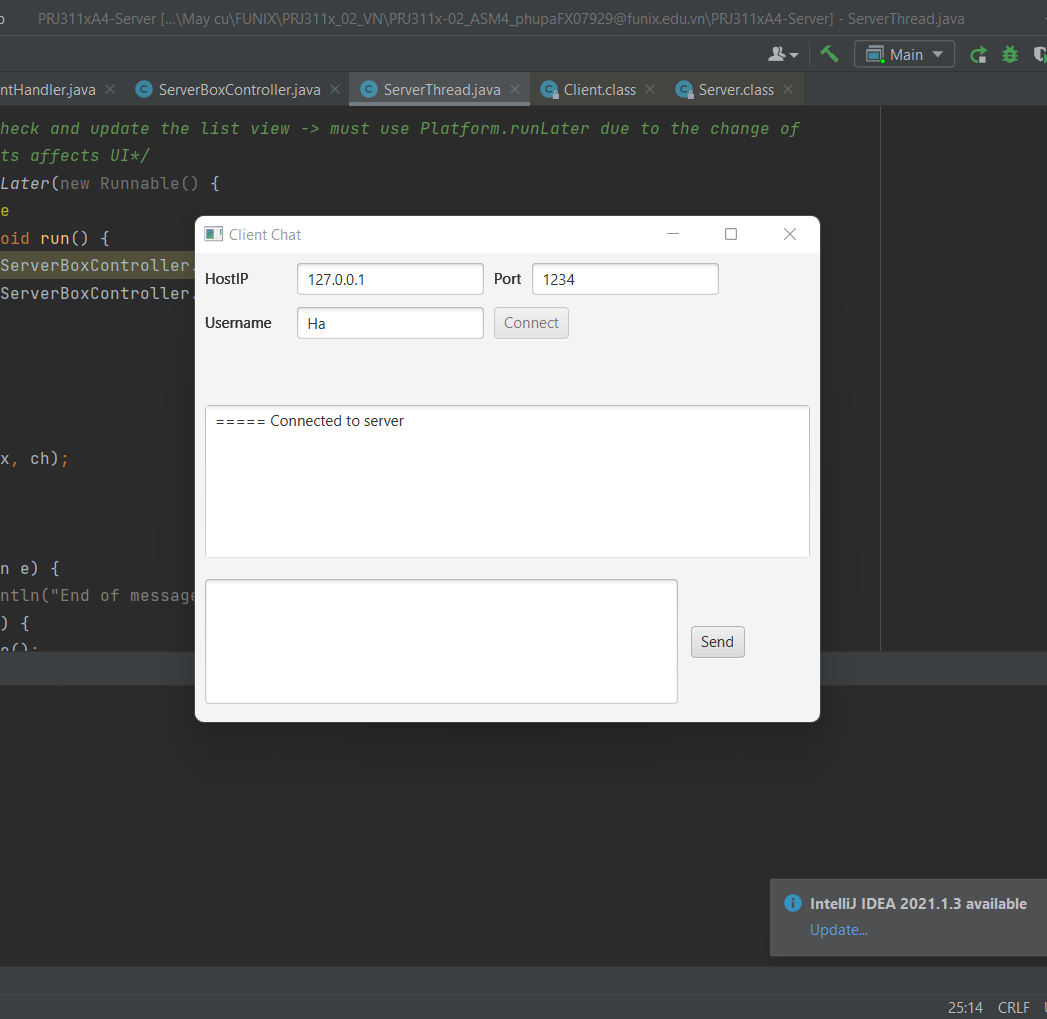 PRJ311xA4-Server [...\May cu\FUNIX\PRJ311x_02_VN\PRJ311x-02_ASM4_phupaFX07929@funix.edu.vn\PRJ311xA4-Server] - ServerThread.java
Main
ntHandler.java
ServerBoxController.java
ServerThread.java
Client.class
Server.class
heck and update the list view -> must use Platform.runLater due to the change of
ts affects UI*/
Later(new Runnable() {
e
oid run() {
ServerBoxController.
ServerBoxController.
x, ch);
n e) {
ntln("End of message
) {
e();
Client Chat
HostIP 127.0.0.1 Port 1234
Username Ha Connect
===== Connected to server
Send
IntelliJ IDEA 2021.1.3 available
Update...
25:14 CRLF